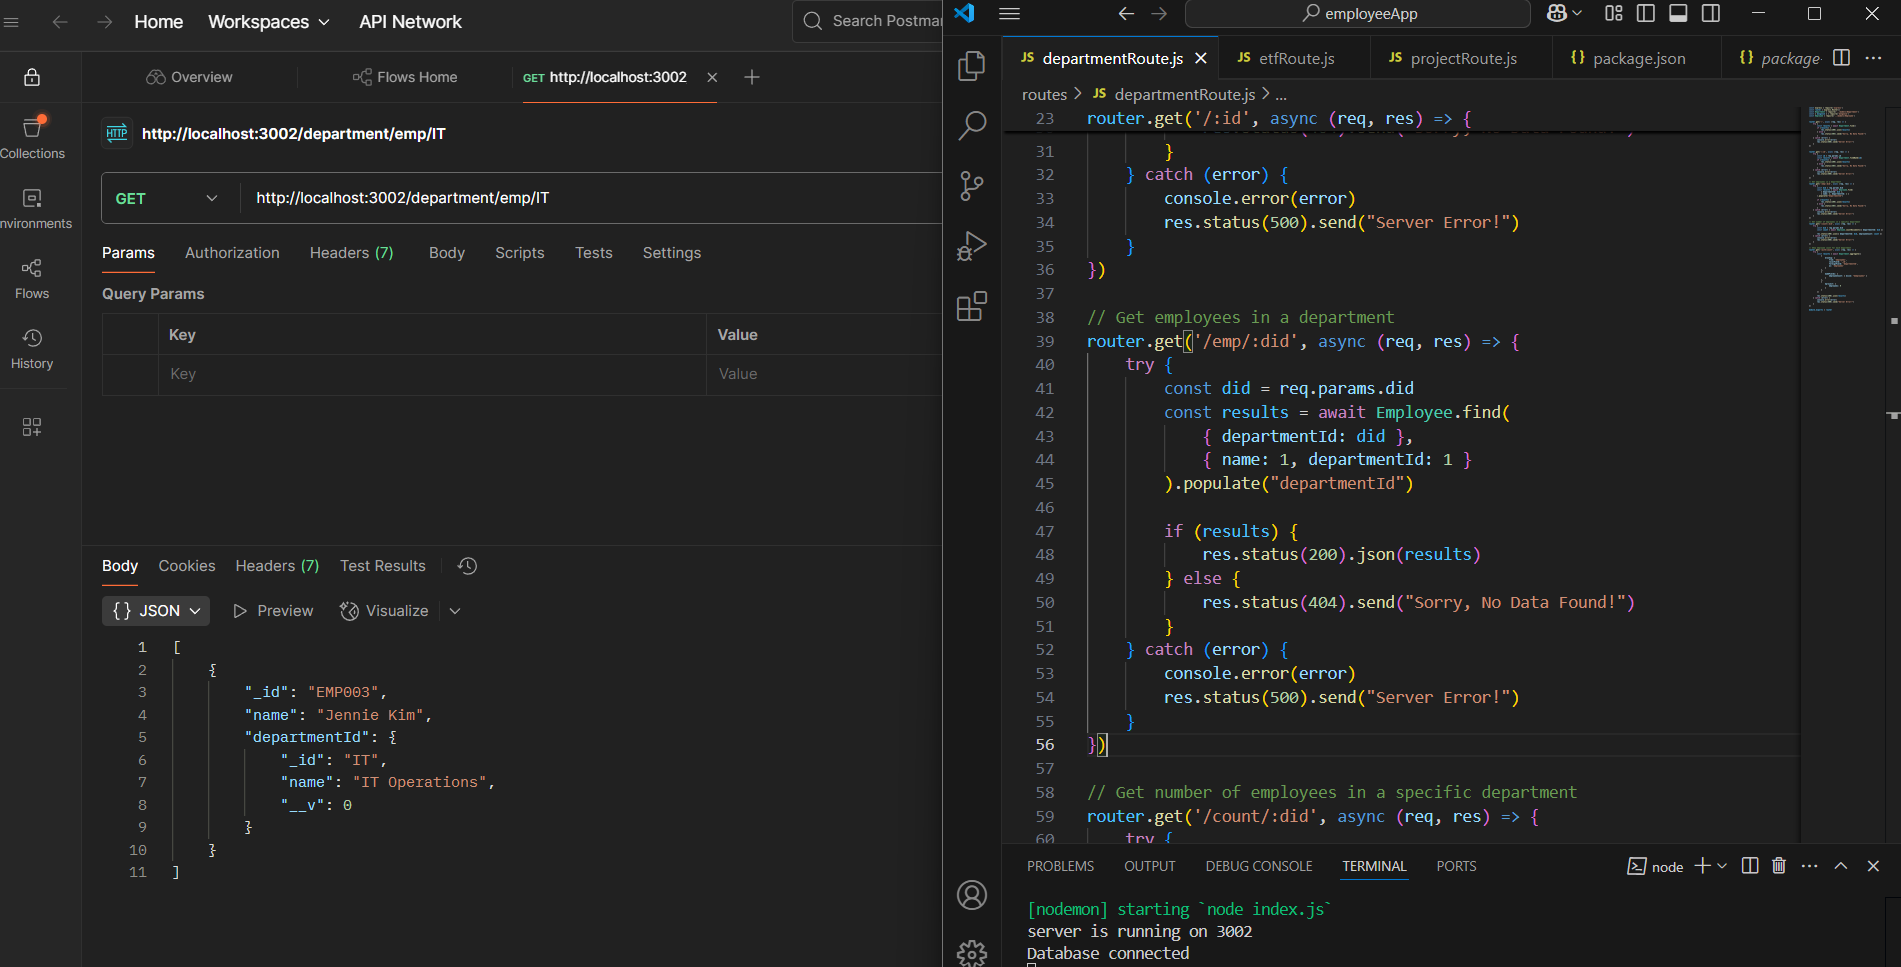 Home Workspaces API Network
Search Postman
Overview
Flows Home
GET http://localhost:3002
Collections
nvironments
Flows
History
HTTP http://localhost:3002/department/emp/IT
GET http://localhost:3002/department/emp/IT
Params Authorization Headers (7) Body Scripts Tests Settings
Query Params
Key Value
Key Value
Body Cookies Headers (7) Test Results
{} JSON Preview Visualize
1 [
2 {
3 "_id": "EMP003",
4 "name": "Jennie Kim",
5 "departmentId": {
6 "_id": "IT",
7 "name": "IT Operations",
8 "__v": 0
9 }
10 }
11 ]
employeeApp
JS departmentRoute.js JS etfRoute.js JS projectRoute.js {} package.json {} package-
routes > JS departmentRoute.js > ...
23 router.get('/:id', async (req, res) => {
31 }
32 } catch (error) {
33 console.error(error)
34 res.status(500).send("Server Error!")
35 }
36 })
37
38 // Get employees in a department
39 router.get('/emp/:did', async (req, res) => {
40 try {
41 const did = req.params.did
42 const results = await Employee.find(
43 { departmentId: did },
44 { name: 1, departmentId: 1 }
45 ).populate("departmentId")
46
47 if (results) {
48 res.status(200).json(results)
49 } else {
50 res.status(404).send("Sorry, No Data Found!")
51 }
52 } catch (error) {
53 console.error(error)
54 res.status(500).send("Server Error!")
55 }
56 })
57
58 // Get number of employees in a specific department
59 router.get('/count/:did', async (req, res) => {
60 try {
PROBLEMS OUTPUT DEBUG CONSOLE TERMINAL PORTS
node
[nodemon] starting `node index.js`
server is running on 3002
Database connected